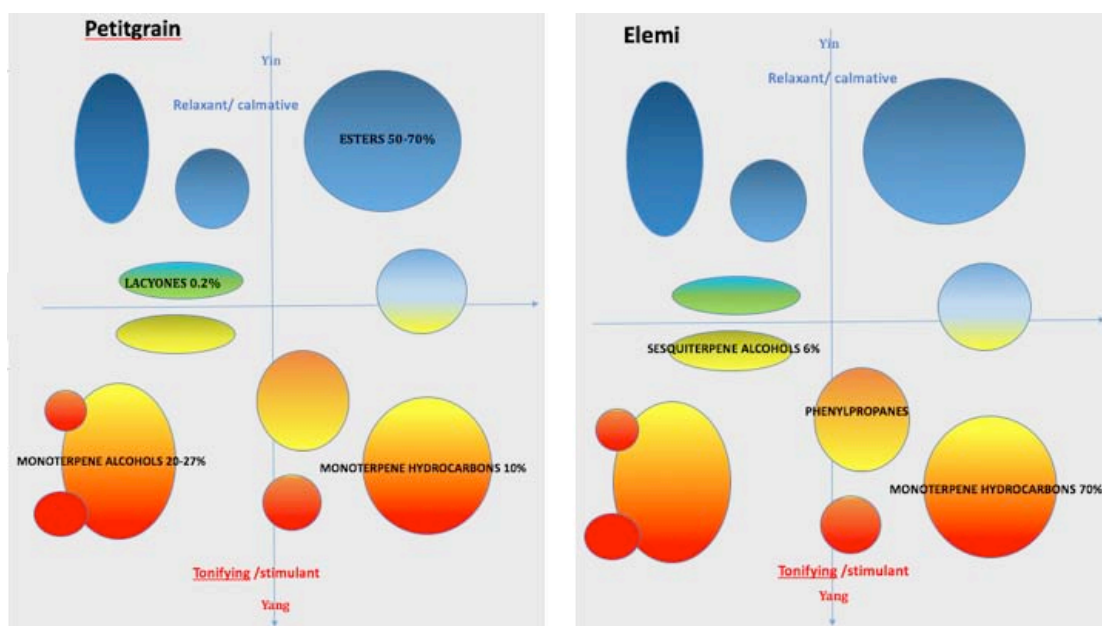 Petitgrain
Yin
Relaxant/ calmative
ESTERS 50-70%
LACYONES 0.2%
MONOTERPENE ALCOHOLS 20-27%
MONOTERPENE HYDROCARBONS 10%
Tonifying /stimulant
Yang
Elemi
Yin
Relaxant/ calmative
SESQUITERPENE ALCOHOLS 6%
PHENYLPROPANES
MONOTERPENE HYDROCARBONS 70%
Tonifying /stimulant
Yang